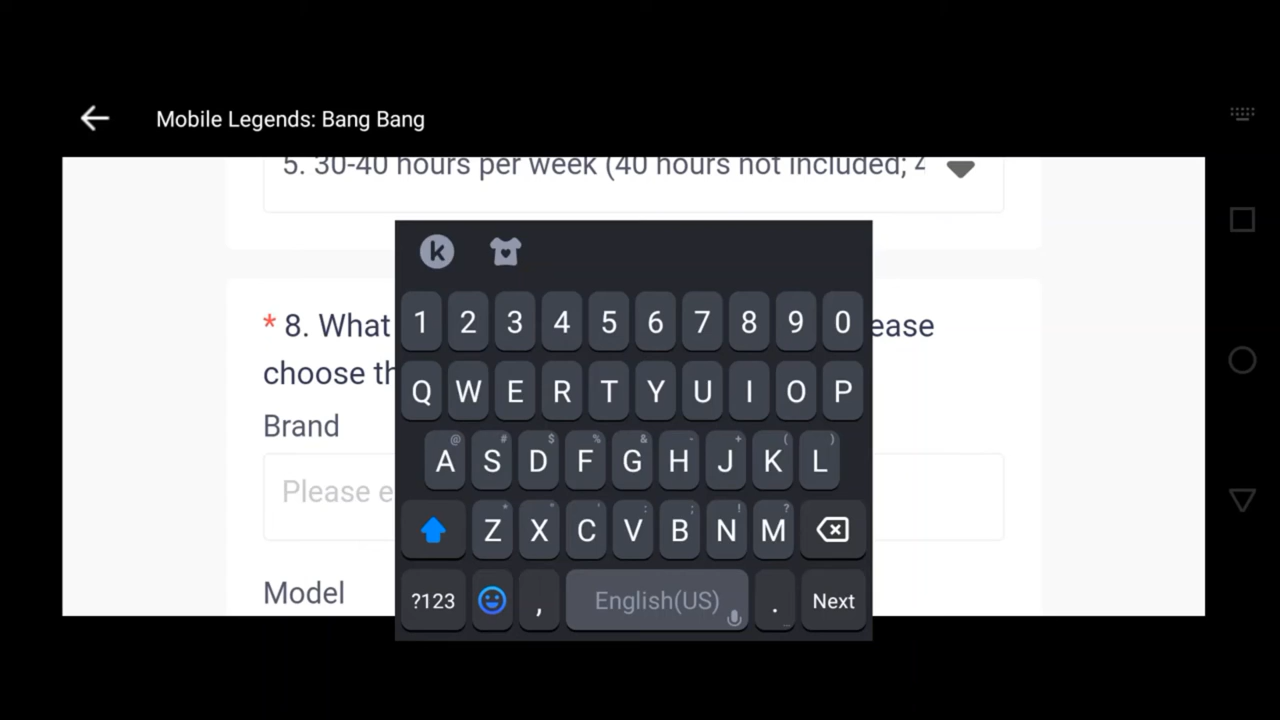 Mobile Legends: Bang Bang
5. 30-40 hours per week (40 hours not included; 4
* 8. What
ease
choose th
Brand
Please e
Model
k
1 2 3 4 5 6 7 8 9 0
Q W E R T Y U I O P
@ # $ % & - + ( )
A S D F G H J K L
* " ' : ; ! ?
Z X C V B N M
?123 , English(US) . _ Next